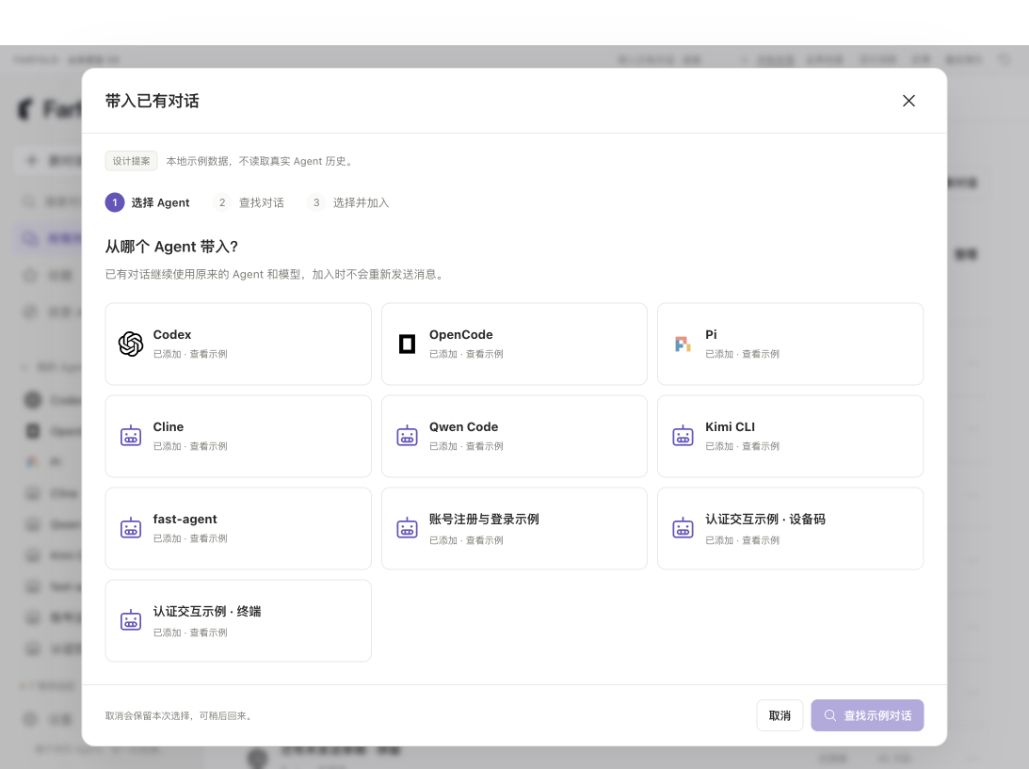 带入已有对话
设计提案 本地示例数据，不读取真实 Agent 历史。
1 选择 Agent 2 查找对话 3 选择并加入
从哪个 Agent 带入?
已有对话继续使用原来的 Agent 和模型，加入时不会重新发送消息。
Codex
已添加 · 查看示例
OpenCode
已添加 · 查看示例
Pi
已添加 · 查看示例
Cline
已添加 · 查看示例
Qwen Code
已添加 · 查看示例
Kimi CLI
已添加 · 查看示例
fast-agent
已添加 · 查看示例
账号注册与登录示例
已添加 · 查看示例
认证交互示例 · 设备码
已添加 · 查看示例
认证交互示例 · 终端
已添加 · 查看示例
取消会保留本次选择，可稍后回来。
取消
查找示例对话